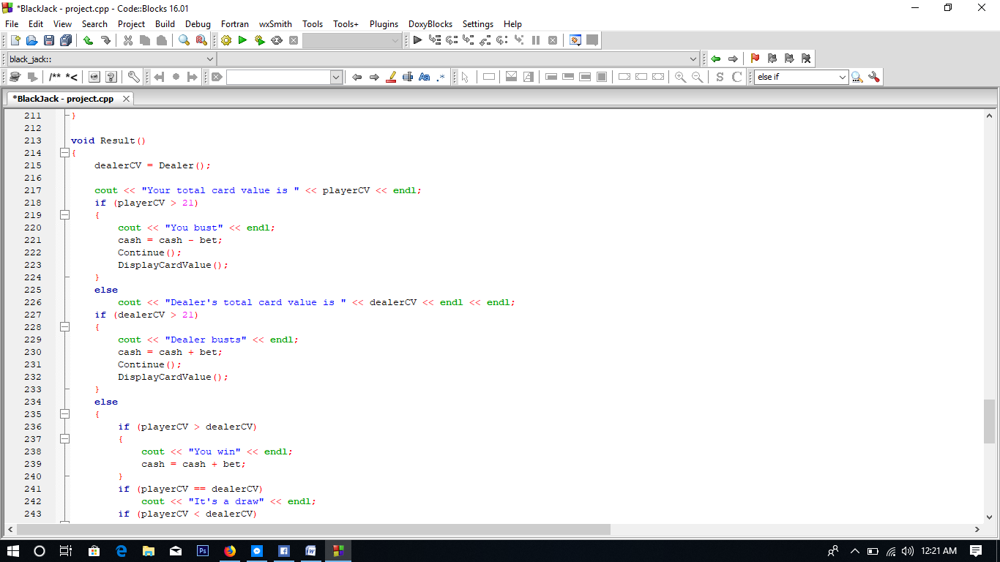 *BlackJack - project.cpp - Code::Blocks 16.01
File Edit View Search Project Build Debug Fortran wxSmith Tools Tools+ Plugins DoxyBlocks Settings Help
black_jack::
/** *< Aa .* S C else if
*BlackJack - project.cpp
211 }
212
213 void Result()
214 {
215     dealerCV = Dealer();
216
217     cout << "Your total card value is " << playerCV << endl;
218     if (playerCV > 21)
219     {
220         cout << "You bust" << endl;
221         cash = cash - bet;
222         Continue();
223         DisplayCardValue();
224     }
225     else
226         cout << "Dealer's total card value is " << dealerCV << endl << endl;
227     if (dealerCV > 21)
228     {
229         cout << "Dealer busts" << endl;
230         cash = cash + bet;
231         Continue();
232         DisplayCardValue();
233     }
234     else
235     {
236         if (playerCV > dealerCV)
237         {
238             cout << "You win" << endl;
239             cash = cash + bet;
240         }
241         if (playerCV == dealerCV)
242             cout << "It's a draw" << endl;
243         if (playerCV < dealerCV)
Ps 12:21 AM